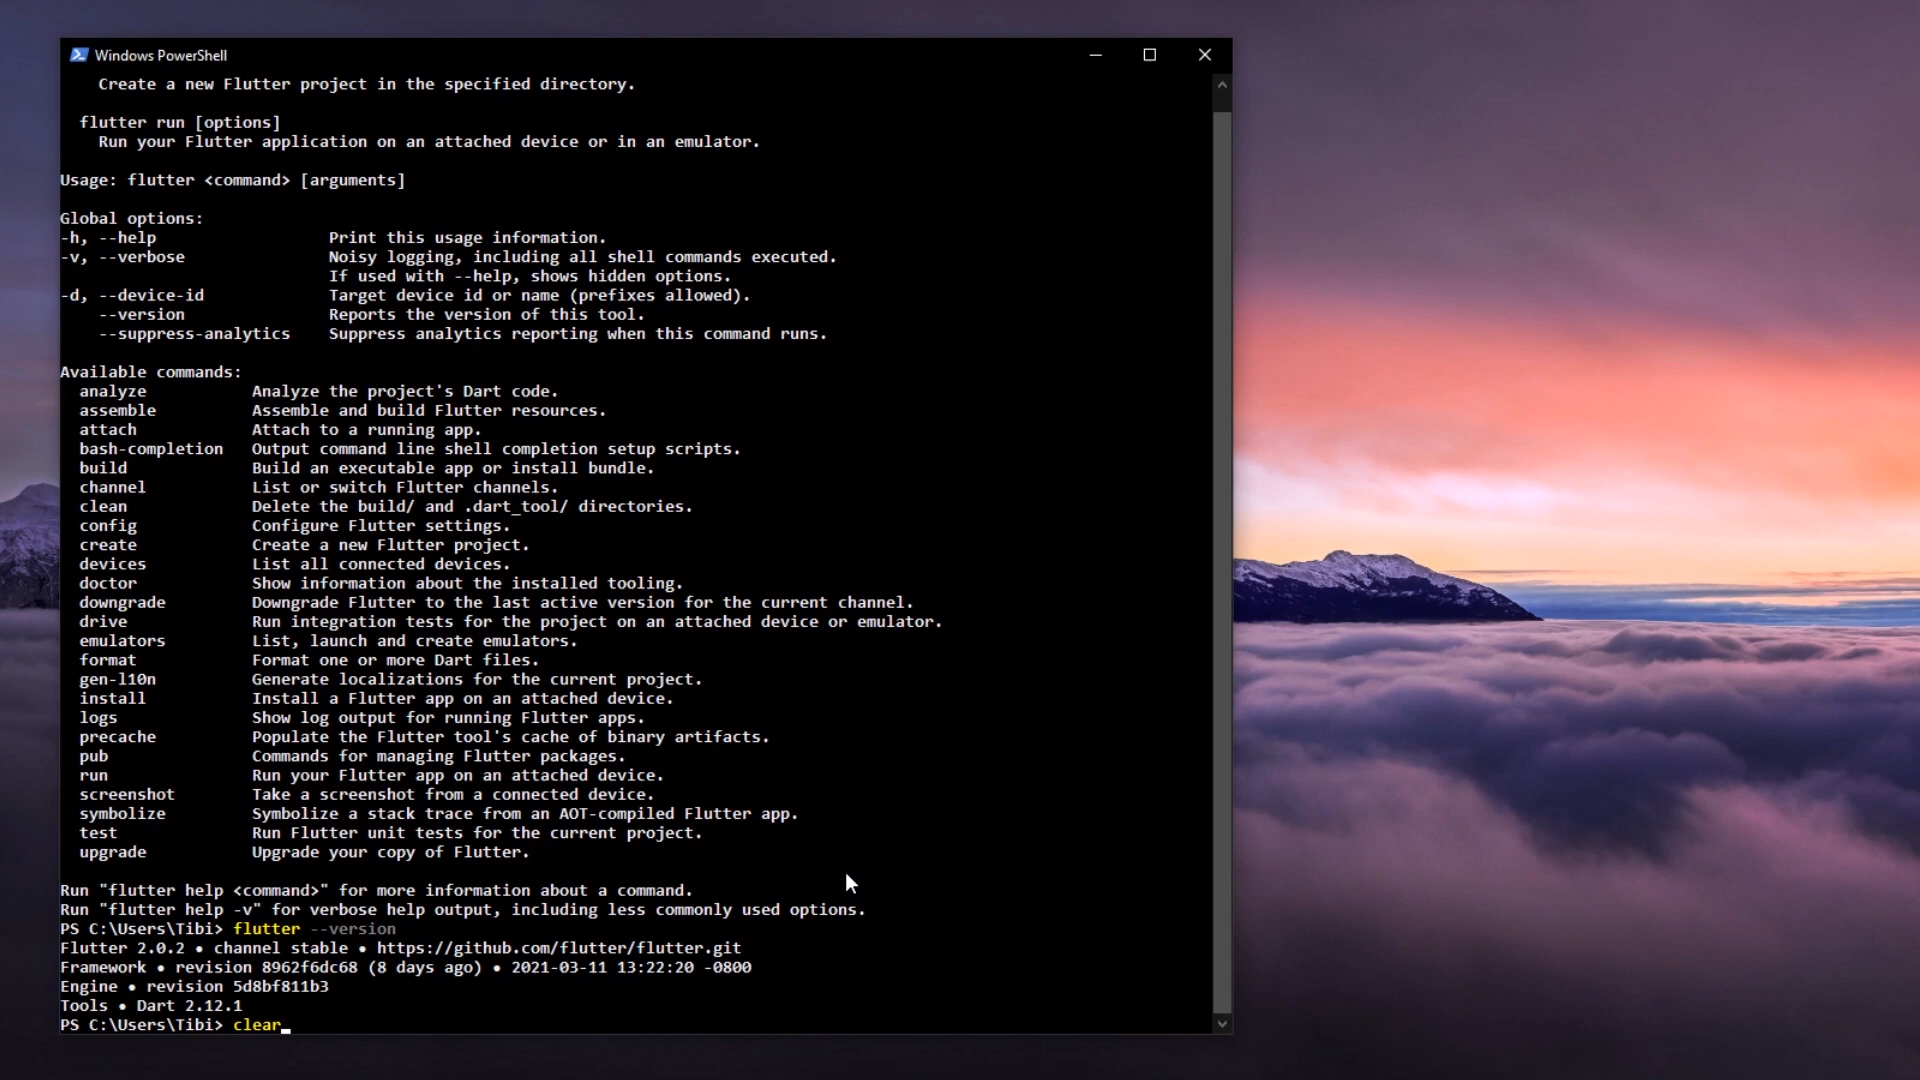 Windows PowerShell
Create a new Flutter project in the specified directory.
flutter run [options]
Run your Flutter application on an attached device or in an emulator.
Usage: flutter <command> [arguments]
Global options:
-h, --help                  Print this usage information.
-v, --verbose               Noisy logging, including all shell commands executed.
                            If used with --help, shows hidden options.
-d, --device-id             Target device id or name (prefixes allowed).
    --version               Reports the version of this tool.
    --suppress-analytics    Suppress analytics reporting when this command runs.
Available commands:
  analyze           Analyze the project's Dart code.
  assemble          Assemble and build Flutter resources.
  attach            Attach to a running app.
  bash-completion   Output command line shell completion setup scripts.
  build             Build an executable app or install bundle.
  channel           List or switch Flutter channels.
  clean             Delete the build/ and .dart_tool/ directories.
  config            Configure Flutter settings.
  create            Create a new Flutter project.
  devices           List all connected devices.
  doctor            Show information about the installed tooling.
  downgrade         Downgrade Flutter to the last active version for the current channel.
  drive             Run integration tests for the project on an attached device or emulator.
  emulators         List, launch and create emulators.
  format            Format one or more Dart files.
  gen-l10n          Generate localizations for the current project.
  install           Install a Flutter app on an attached device.
  logs              Show log output for running Flutter apps.
  precache          Populate the Flutter tool's cache of binary artifacts.
  pub               Commands for managing Flutter packages.
  run               Run your Flutter app on an attached device.
  screenshot        Take a screenshot from a connected device.
  symbolize         Symbolize a stack trace from an AOT-compiled Flutter app.
  test              Run Flutter unit tests for the current project.
  upgrade           Upgrade your copy of Flutter.
Run "flutter help <command>" for more information about a command.
Run "flutter help -v" for verbose help output, including less commonly used options.
PS C:\Users\Tibi> flutter --version
Flutter 2.0.2 • channel stable • https://github.com/flutter/flutter.git
Framework • revision 8962f6dc68 (8 days ago) • 2021-03-11 13:22:20 -0800
Engine • revision 5d8bf811b3
Tools • Dart 2.12.1
PS C:\Users\Tibi> clear